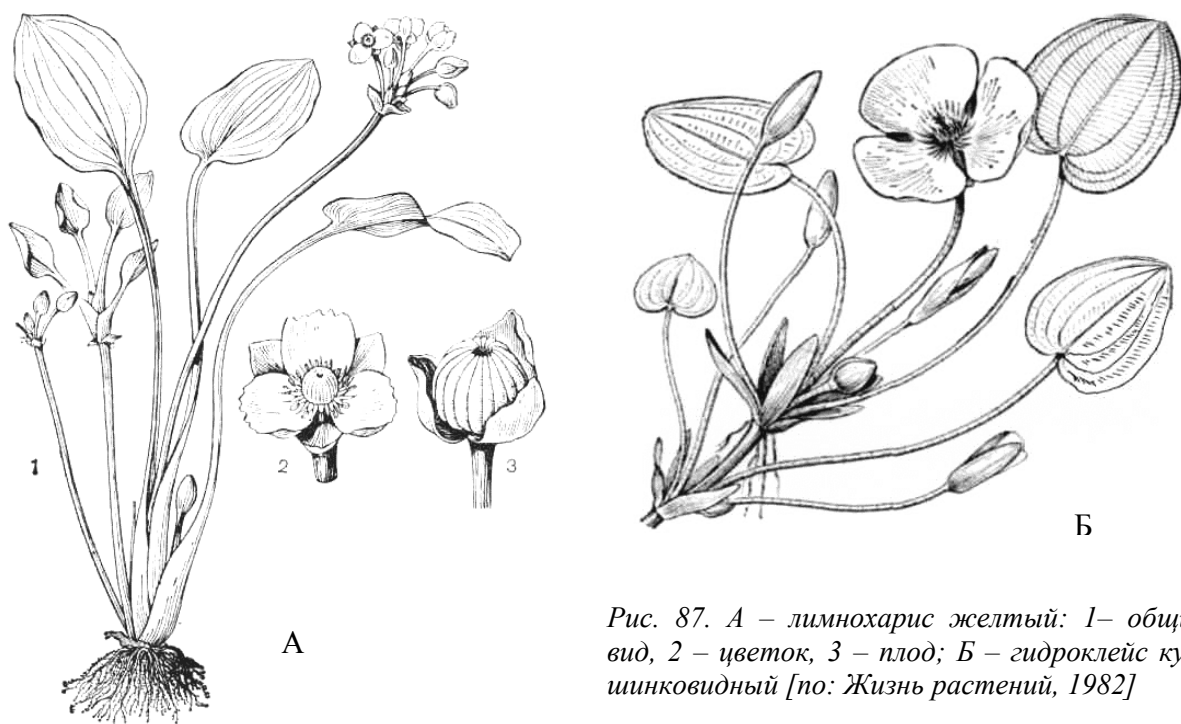 1
2
3
А
Б
Рис. 87. А – лимнохарис желтый: 1– общ
вид, 2 – цветок, 3 – плод; Б – гидроклейс ку
шинковидный [по: Жизнь растений, 1982]